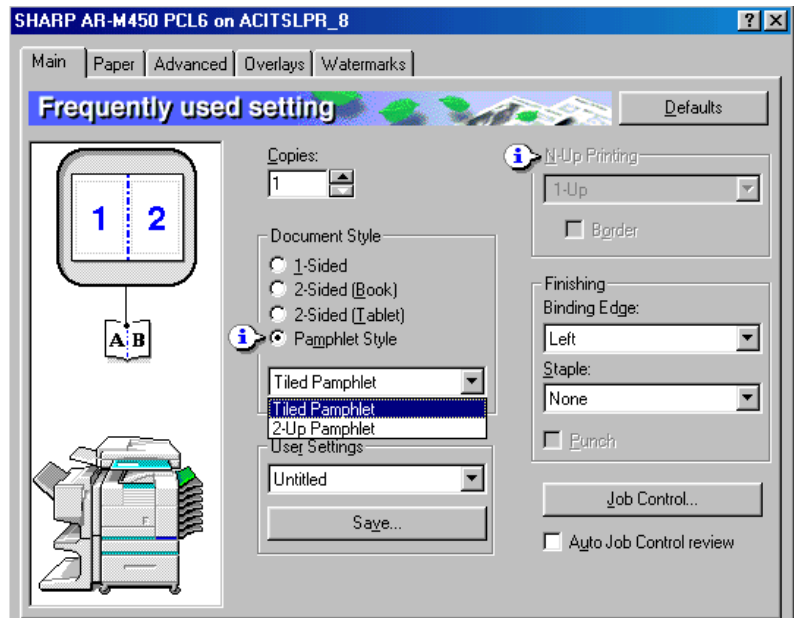 SHARP AR-M450 PCL6 on ACITSLPR_8
Main
Paper
Advanced
Overlays
Watermarks
Frequently used setting
Defaults
1 2
A B
F
Copies:
1
Document Style
1-Sided
2-Sided (Book)
2-Sided (Tablet)
Pamphlet Style
Tiled Pamphlet
Tiled Pamphlet
2-Up Pamphlet
User Settings
Untitled
Save...
N-Up Printing
1-Up
Border
Finishing
Binding Edge:
Left
Staple:
None
Punch
Job Control...
Auto Job Control review